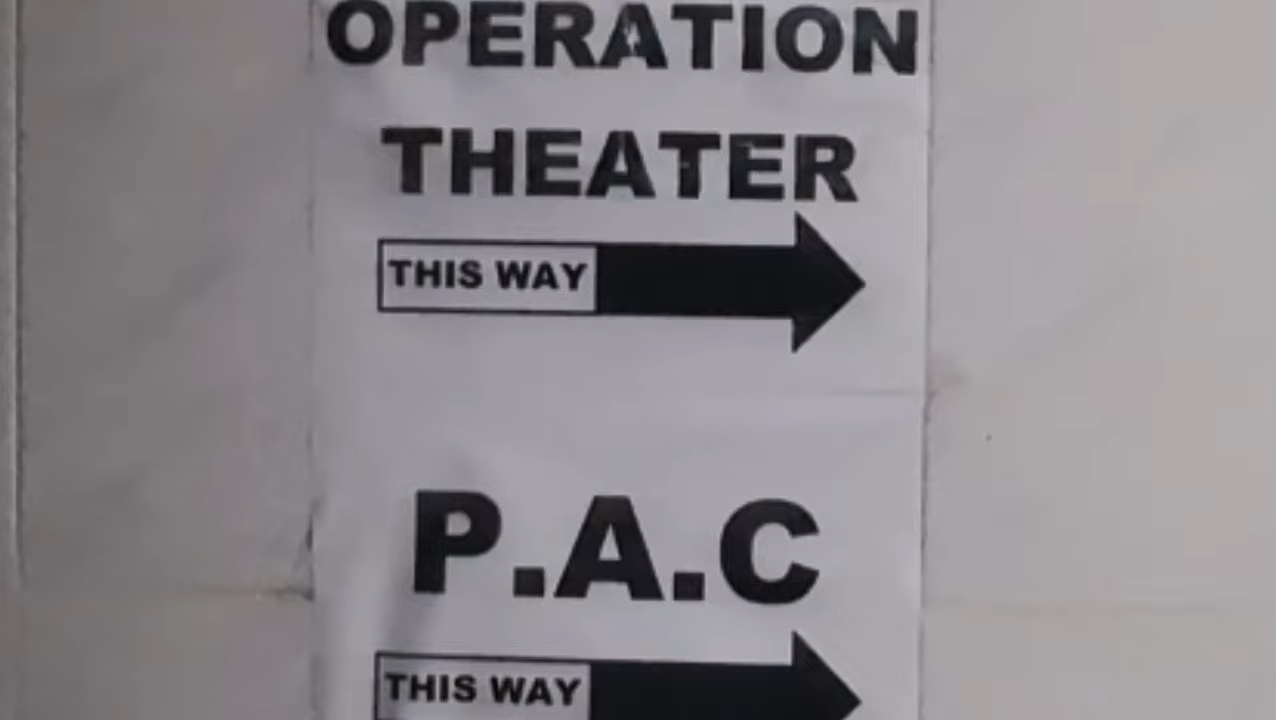 OPERATION
THEATER
THIS WAY
P.A.C
THIS WAY